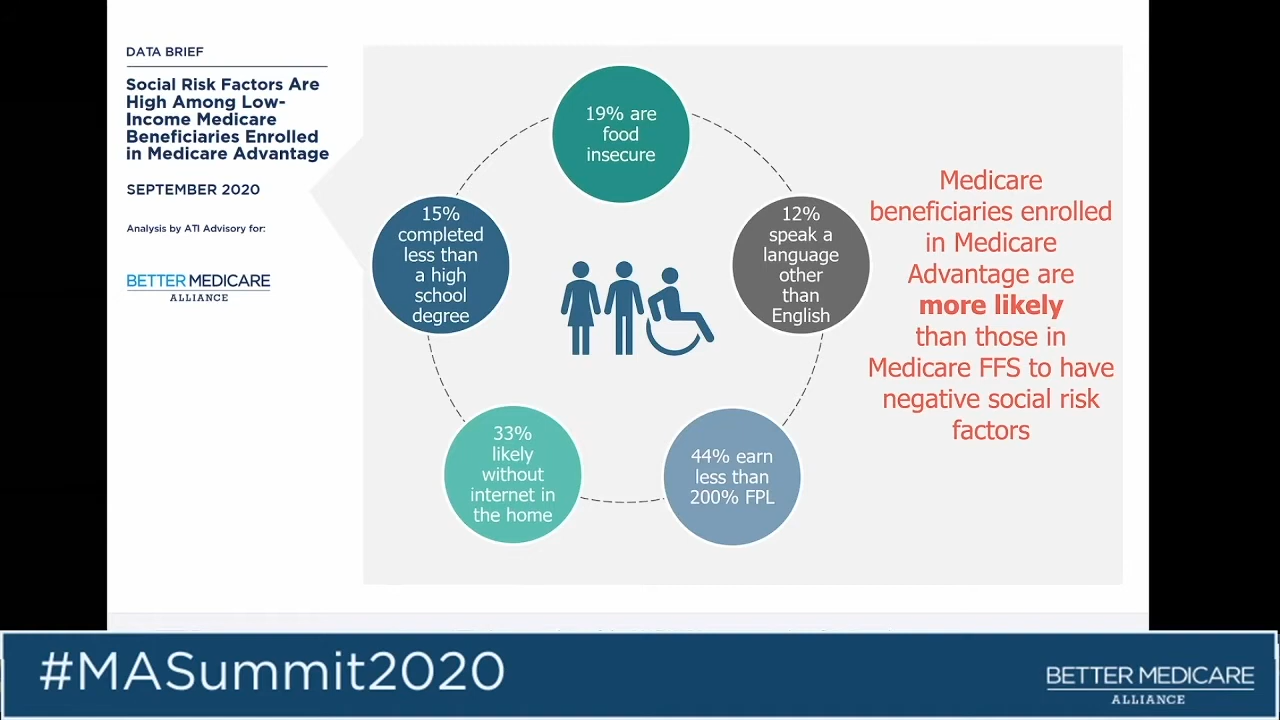 DATA BRIEF
Social Risk Factors Are
High Among Low-
Income Medicare
Beneficiaries Enrolled
in Medicare Advantage
SEPTEMBER 2020
Analysis by ATI Advisory for:
BETTER MEDICARE
ALLIANCE
19% are
food
insecure
12%
speak a
language
other
than
English
44% earn
less than
200% FPL
33%
likely
without
internet in
the home
15%
completed
less than
a high
school
degree
Medicare
beneficiaries enrolled
in Medicare
Advantage are
more likely
than those in
Medicare FFS to have
negative social risk
factors
#MASummit2020
BETTER MEDICARE
ALLIANCE